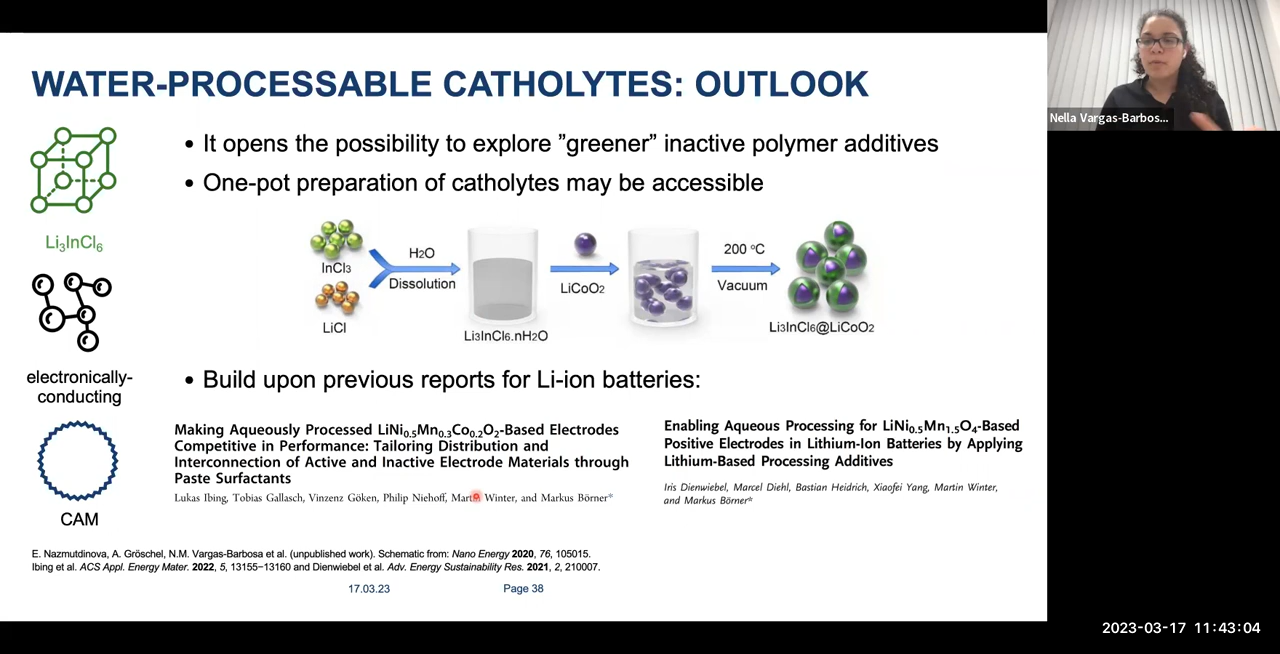 WATER-PROCESSABLE CATHOLYTES: OUTLOOK
Nella Vargas-Barbos...
• It opens the possibility to explore ”greener” inactive polymer additives
• One-pot preparation of catholytes may be accessible
Li3InCl6
InCl3
LiCl
H2O
Dissolution
Li3InCl6.nH2O
LiCoO2
200 °C
Vacuum
Li3InCl6@LiCoO2
electronically-
conducting
CAM
• Build upon previous reports for Li-ion batteries:
Making Aqueously Processed LiNi0.5Mn0.3Co0.2O2-Based Electrodes
Competitive in Performance: Tailoring Distribution and
Interconnection of Active and Inactive Electrode Materials through
Paste Surfactants
Lukas Ibing, Tobias Gallasch, Vinzenz Göken, Philip Niehoff, Martin Winter, and Markus Börner*
Enabling Aqueous Processing for LiNi0.5Mn1.5O4-Based
Positive Electrodes in Lithium-Ion Batteries by Applying
Lithium-Based Processing Additives
Iris Dienwiebel, Marcel Diehl, Bastian Heidrich, Xiaofei Yang, Martin Winter,
and Markus Börner*
E. Nazmutdinova, A. Gröschel, N.M. Vargas-Barbosa et al. (unpublished work). Schematic from: Nano Energy 2020, 76, 105015.
Ibing et al. ACS Appl. Energy Mater. 2022, 5, 13155−13160 and Dienwiebel et al. Adv. Energy Sustainability Res. 2021, 2, 210007.
17.03.23
Page 38
2023-03-17 11:43:04